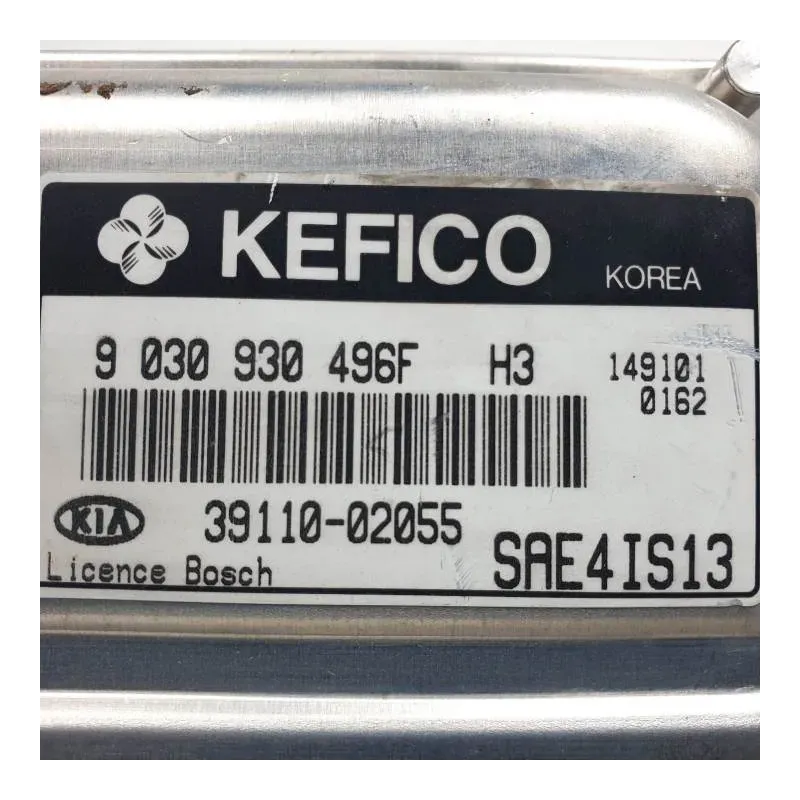 KEFICO KOREA
9 030 930 496F H3 149101
0162
KIA 39110-02055 SAE4IS13
Licence Bosch